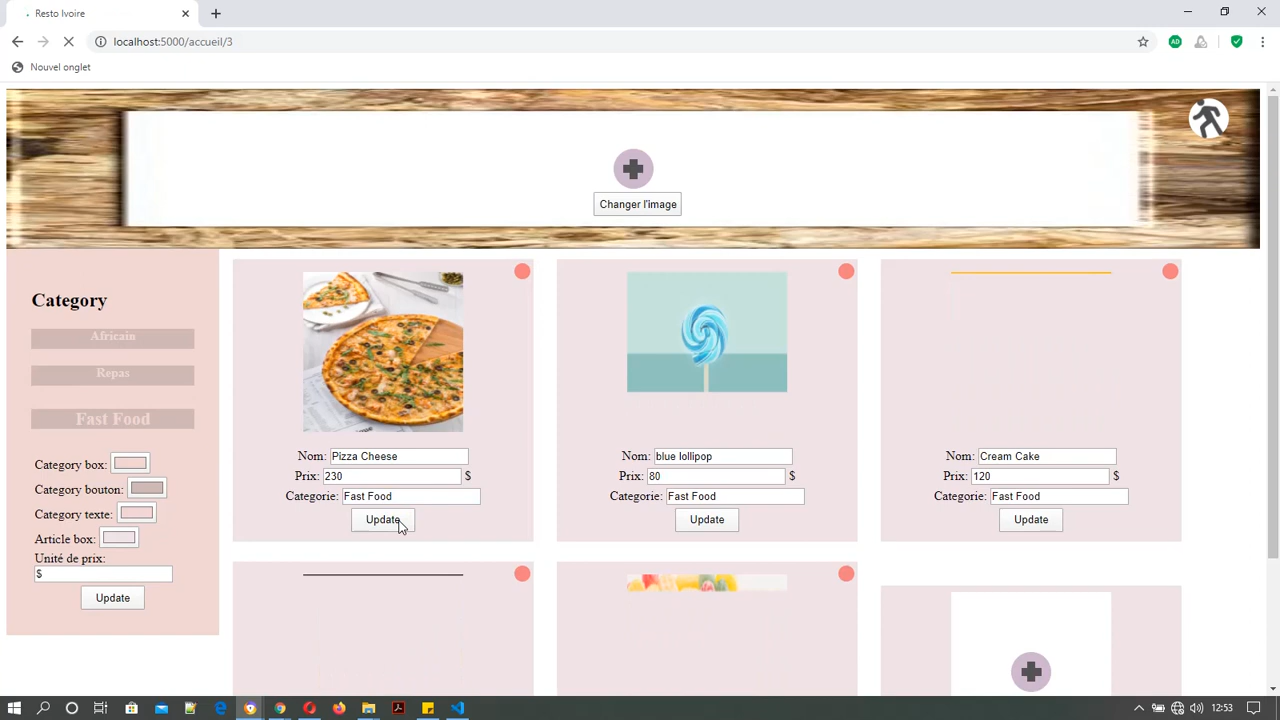 Resto Ivoire
localhost:5000/accueil/3
Nouvel onglet
Changer l'image
Category
Africain
Repas
Fast Food
Category box:
Category bouton:
Category texte:
Article box:
Unité de prix:
$
Update
Nom: Pizza Cheese
Prix: 230 $
Categorie: Fast Food
Update
Nom: blue lollipop
Prix: 80 $
Categorie: Fast Food
Update
Nom: Cream Cake
Prix: 120 $
Categorie: Fast Food
Update
12:53